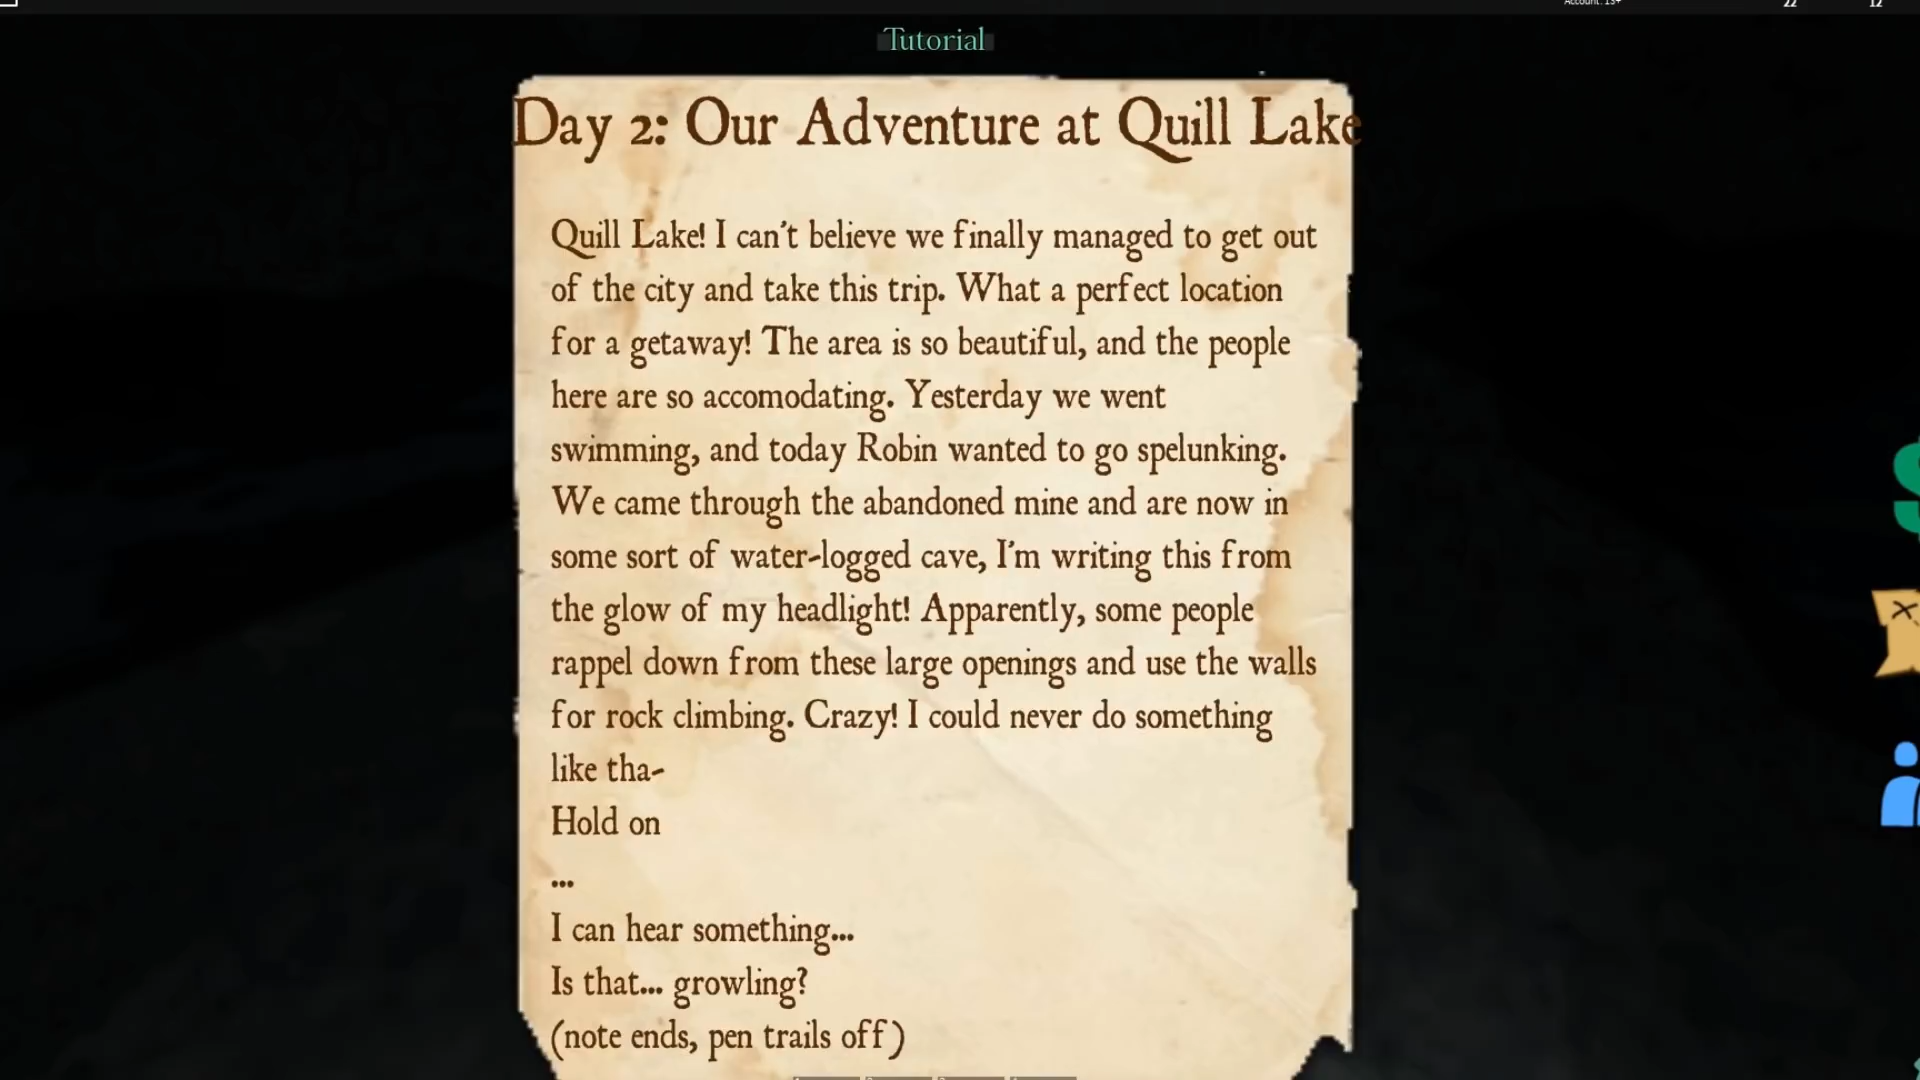 Account: 13+
22
12
Tutorial
Day 2: Our Adventure at Quill Lake
Quill Lake! I can't believe we finally managed to get out
of the city and take this trip. What a perfect location
for a getaway! The area is so beautiful, and the people
here are so accomodating. Yesterday we went
swimming, and today Robin wanted to go spelunking.
We came through the abandoned mine and are now in
some sort of water-logged cave, I'm writing this from
the glow of my headlight! Apparently, some people
rappel down from these large openings and use the walls
for rock climbing. Crazy! I could never do something
like tha-
Hold on
...
I can hear something...
Is that... growling?
(note ends, pen trails off)